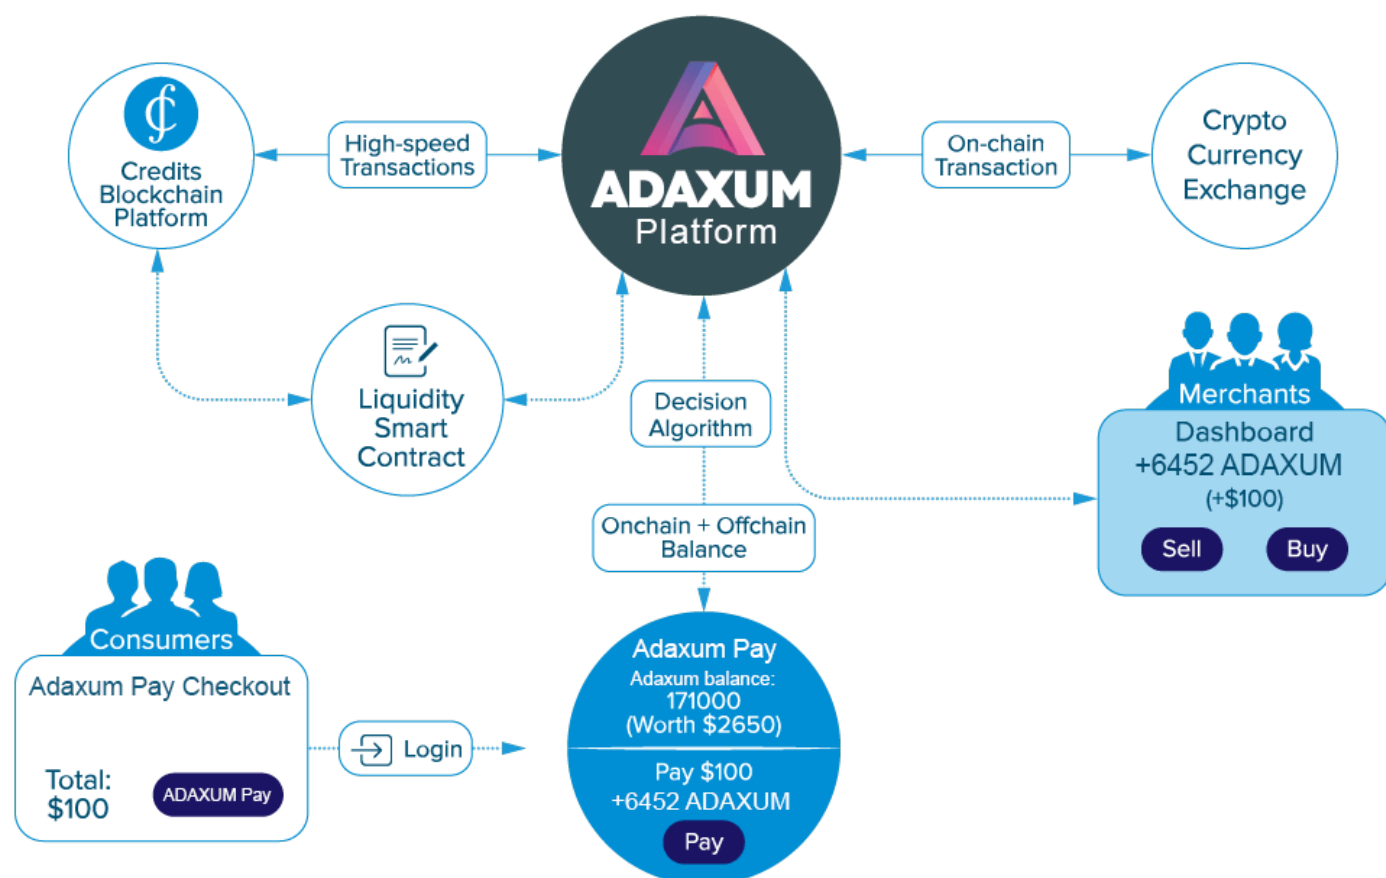 Credits
Blockchain
Platform
High-speed
Transactions
ADAXUM
Platform
On-chain
Transaction
Crypto
Currency
Exchange
Liquidity
Smart
Contract
Decision
Algorithm
Onchain + Offchain
Balance
Merchants
Dashboard
+6452 ADAXUM
(+$100)
Sell
Buy
Consumers
Adaxum Pay Checkout
Total:
$100
ADAXUM Pay
Login
Adaxum Pay
Adaxum balance:
171000
(Worth $2650)
Pay $100
+6452 ADAXUM
Pay